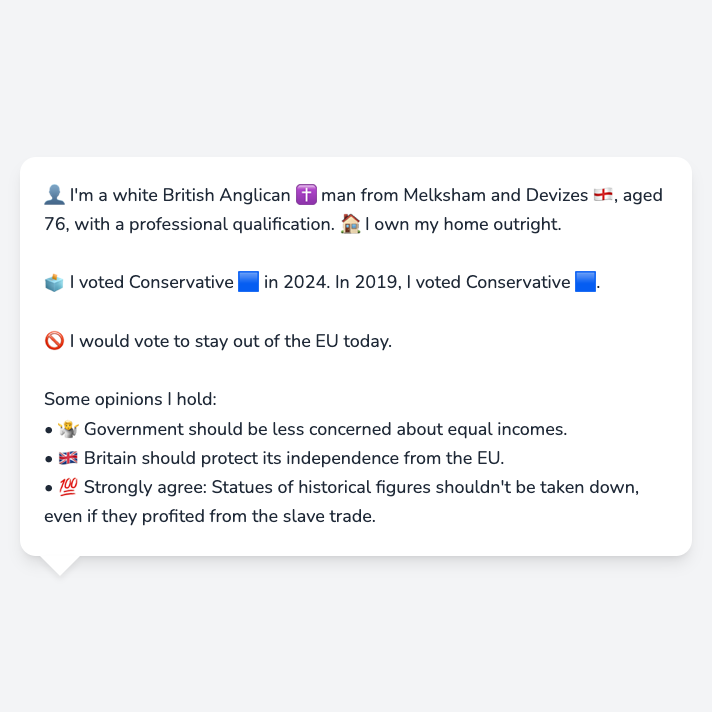 👤 I'm a white British Anglican ✝️ man from Melksham and Devizes 🏴󠁧󠁢󠁥󠁮󠁧󠁿, aged
76, with a professional qualification. 🏠 I own my home outright.
🗳️ I voted Conservative 🟦 in 2024. In 2019, I voted Conservative 🟦.
🚫 I would vote to stay out of the EU today.
Some opinions I hold:
• 🤷 Government should be less concerned about equal incomes.
• 🇬🇧 Britain should protect its independence from the EU.
• 💯 Strongly agree: Statues of historical figures shouldn't be taken down,
even if they profited from the slave trade.